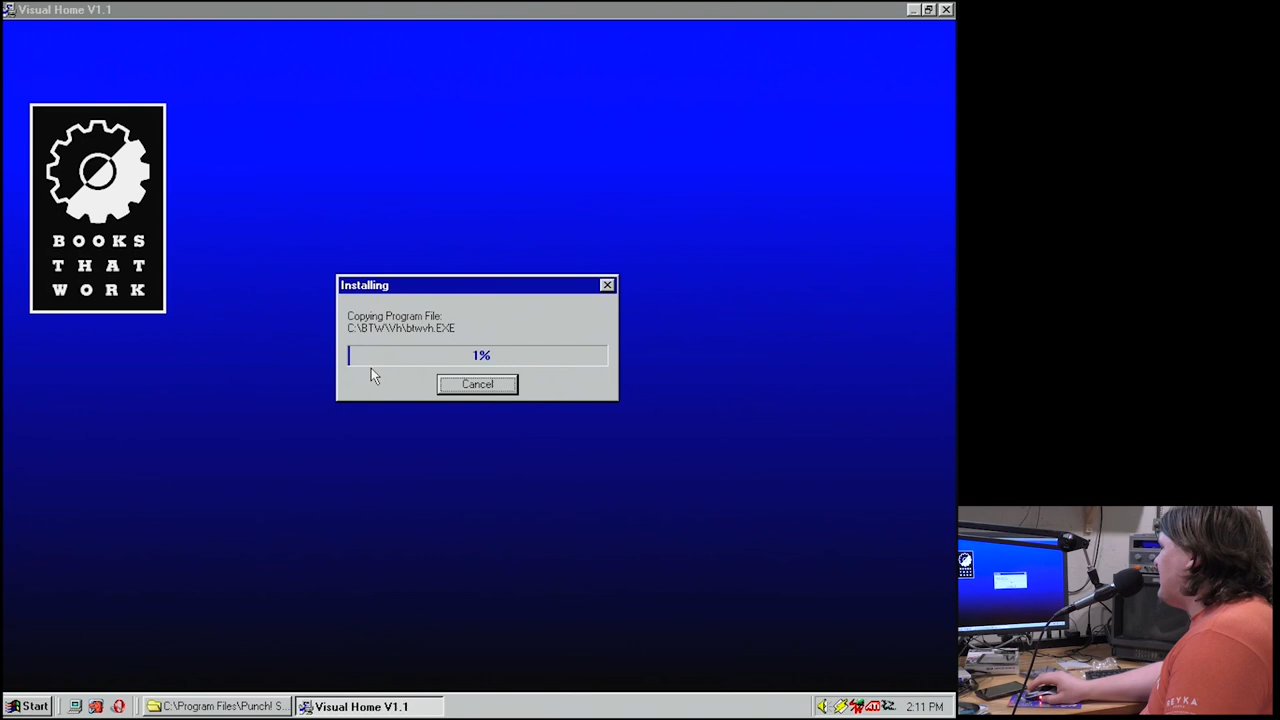 Visual Home V1.1
BOOKS
THAT
WORK
Installing
Copying Program File:
C:\BTW\Vh\btwvh.EXE
1%
Cancel
Start
C:\Program Files\Punch! S...
Visual Home V1.1
2:11 PM
REYKA